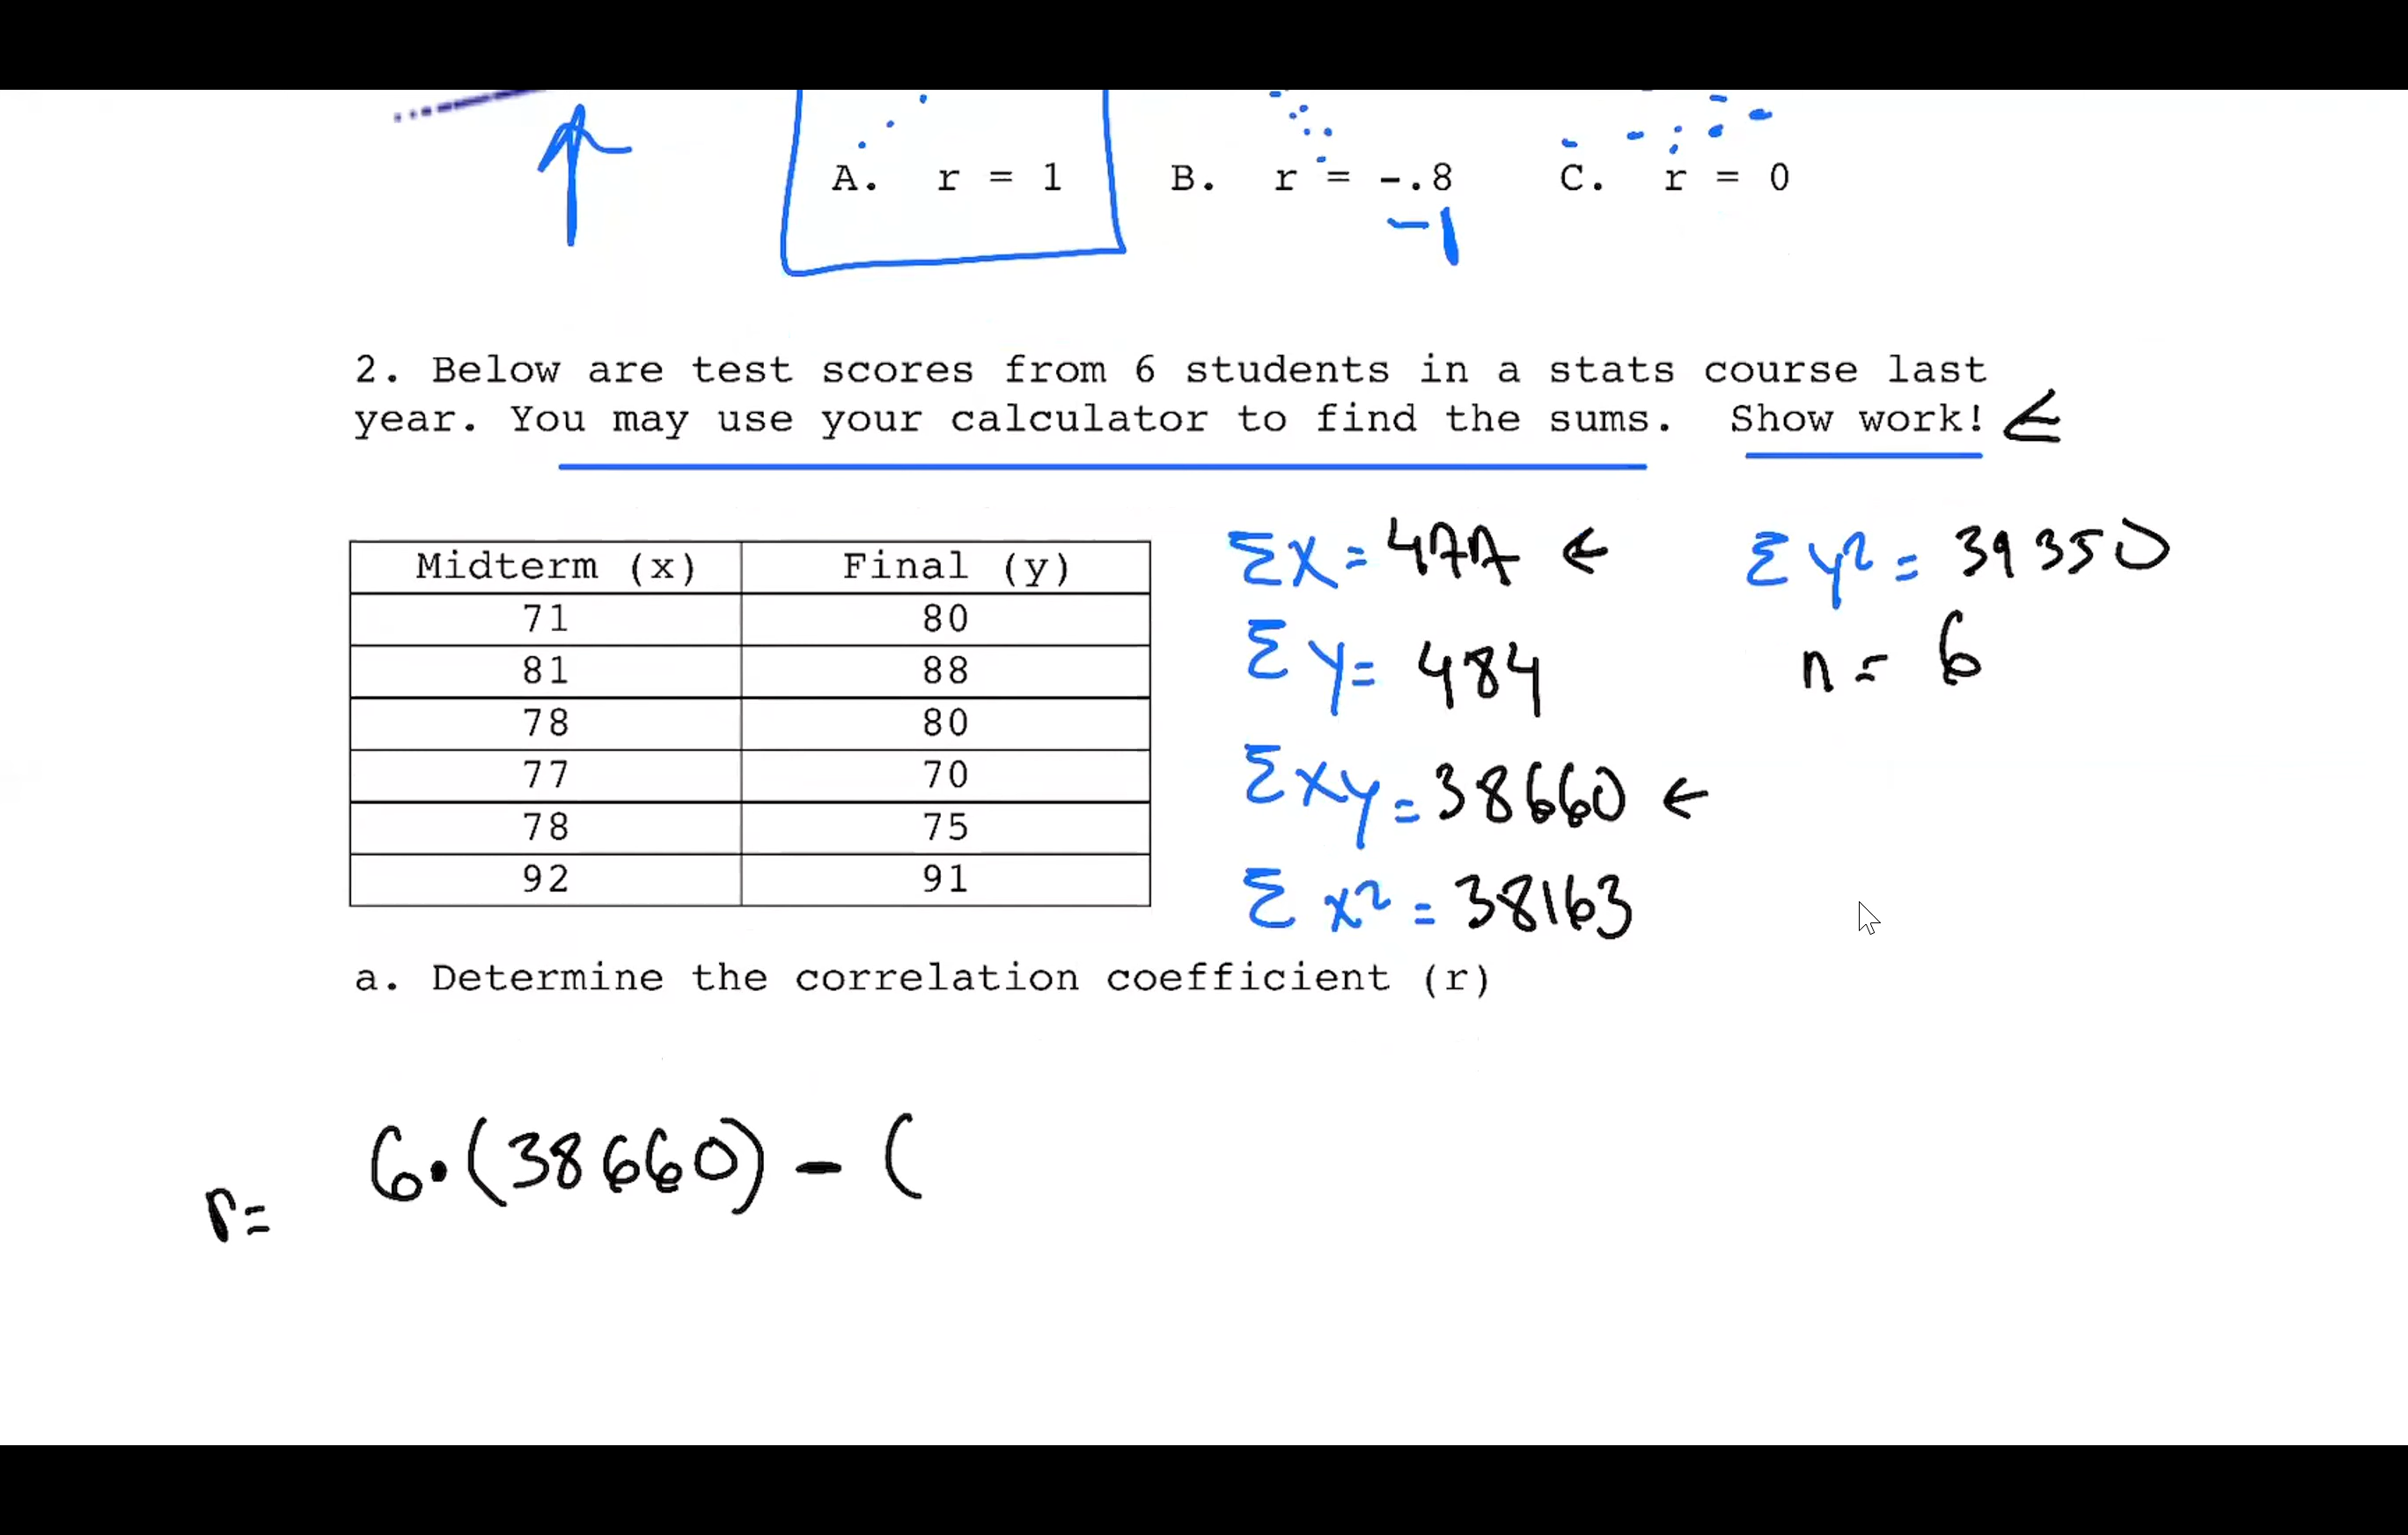 A. r = 1 B. r = -.8 C. r = 0
-1
2. Below are test scores from 6 students in a stats course last
year. You may use your calculator to find the sums. Show work!
Midterm (x) Final (y)
71 80
81 88
78 80
77 70
78 75
92 91
Σx = 477 ←
Σy = 484
Σxy = 38660 ←
Σx² = 38163
Σy² = 39350
n = 6
a. Determine the correlation coefficient (r)
r = 6·(38660) - (